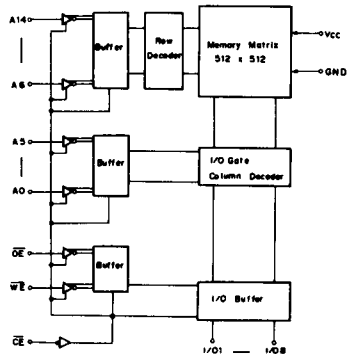 A14
Buffer
Row
Decoder
Memory Matrix
512 x 512
Vcc
GND
A6
A5
Buffer
I/O Gate
Column Decoder
A0
OE
Buffer
WE
I/O Buffer
CE
I/O1
I/O8